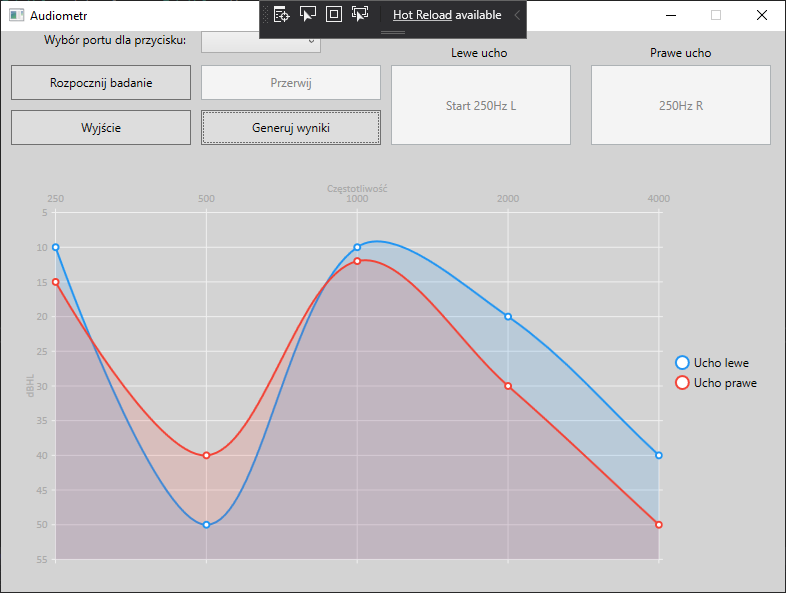 Audiometr
Hot Reload available
Wybór portu dla przycisku:
Lewe ucho
Prawe ucho
Rozpocznij badanie
Przerwij
Start 250Hz L
250Hz R
Wyjście
Generuj wyniki
Częstotliwość
250
500
1000
2000
4000
5
10
15
20
25
30
35
40
45
50
55
dBHL
Ucho lewe
Ucho prawe